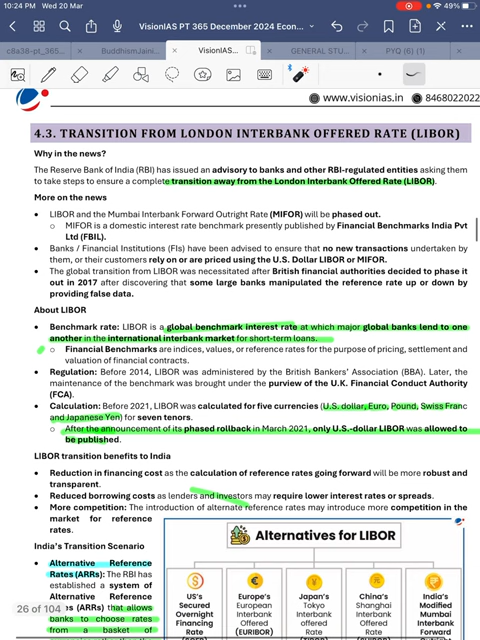 10:24 PM Wed 20 Mar
49%
VisionIAS PT 365 December 2024 Econ...
c8a38-pt_365...
BuddhismJaini...
VisionIAS...
GENERAL STU...
PYQ (6) (1)
www.visionias.in 8468022022
4.3. TRANSITION FROM LONDON INTERBANK OFFERED RATE (LIBOR)
Why in the news?
The Reserve Bank of India (RBI) has issued an advisory to banks and other RBI-regulated entities asking them
to take steps to ensure a complete transition away from the London Interbank Offered Rate (LIBOR).
More on the news
• LIBOR and the Mumbai Interbank Forward Outright Rate (MIFOR) will be phased out.
o MIFOR is a domestic interest rate benchmark presently published by Financial Benchmarks India Pvt
Ltd (FBIL).
• Banks / Financial Institutions (FIs) have been advised to ensure that no new transactions undertaken by
them, or their customers rely on or are priced using the U.S. Dollar LIBOR or MIFOR.
• The global transition from LIBOR was necessitated after British financial authorities decided to phase it
out in 2017 after discovering that some large banks manipulated the reference rate up or down by
providing false data.
About LIBOR
• Benchmark rate: LIBOR is a global benchmark interest rate at which major global banks lend to one
another in the international interbank market for short-term loans.
o Financial Benchmarks are indices, values, or reference rates for the purpose of pricing, settlement and
valuation of financial contracts.
• Regulation: Before 2014, LIBOR was administered by the British Bankers' Association (BBA). Later, the
maintenance of the benchmark was brought under the purview of the U.K. Financial Conduct Authority
(FCA).
• Calculation: Before 2021, LIBOR was calculated for five currencies (U.S. dollar, Euro, Pound, Swiss Franc
and Japanese Yen) for seven tenors.
o After the announcement of its phased rollback in March 2021, only U.S-dollar LIBOR was allowed to
be published.
LIBOR transition benefits to India
• Reduction in financing cost as the calculation of reference rates going forward will be more robust and
transparent.
• Reduced borrowing costs as lenders and investors may require lower interest rates or spreads.
• More competition: The introduction of alternate reference rates may introduce more competition in the
market for reference
rates.
India's Transition Scenario
• Alternative Reference
Rates (ARRs): The RBI has
established a system of
Alternative Reference
(ARRs) that allows
banks to choose rates
from a basket of
26 of 104
Alternatives for LIBOR
US's
Secured
Overnight
Financing
Rate
Europe's
European
Interbank
Offered
(EURIBOR)
Japan's
Tokyo
Interbank
offered
Rate
China's
Shanghai
Interbank
Offered
Rate
India's
Modified
Mumbai
Interbank
Forward